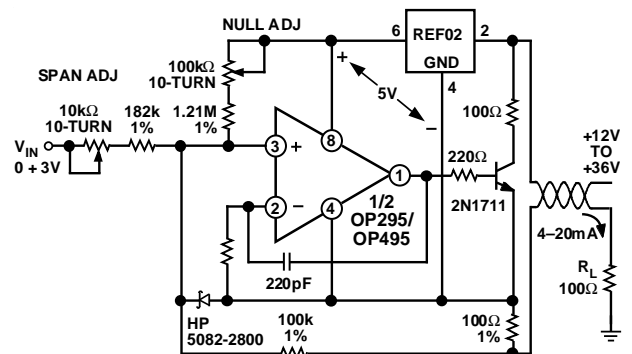 NULL ADJ
SPAN ADJ
10kΩ
10-TURN
182k
1%
VIN
0 + 3V
100kΩ
10-TURN
1.21M
1%
6
REF02
2
GND
4
+
5V
–
100Ω
3
+
8
2
–
4
1
1/2
OP295/
OP495
220Ω
2N1711
220pF
+12V
TO
+36V
4–20mA
RL
100Ω
HP
5082-2800
100k
1%
100Ω
1%